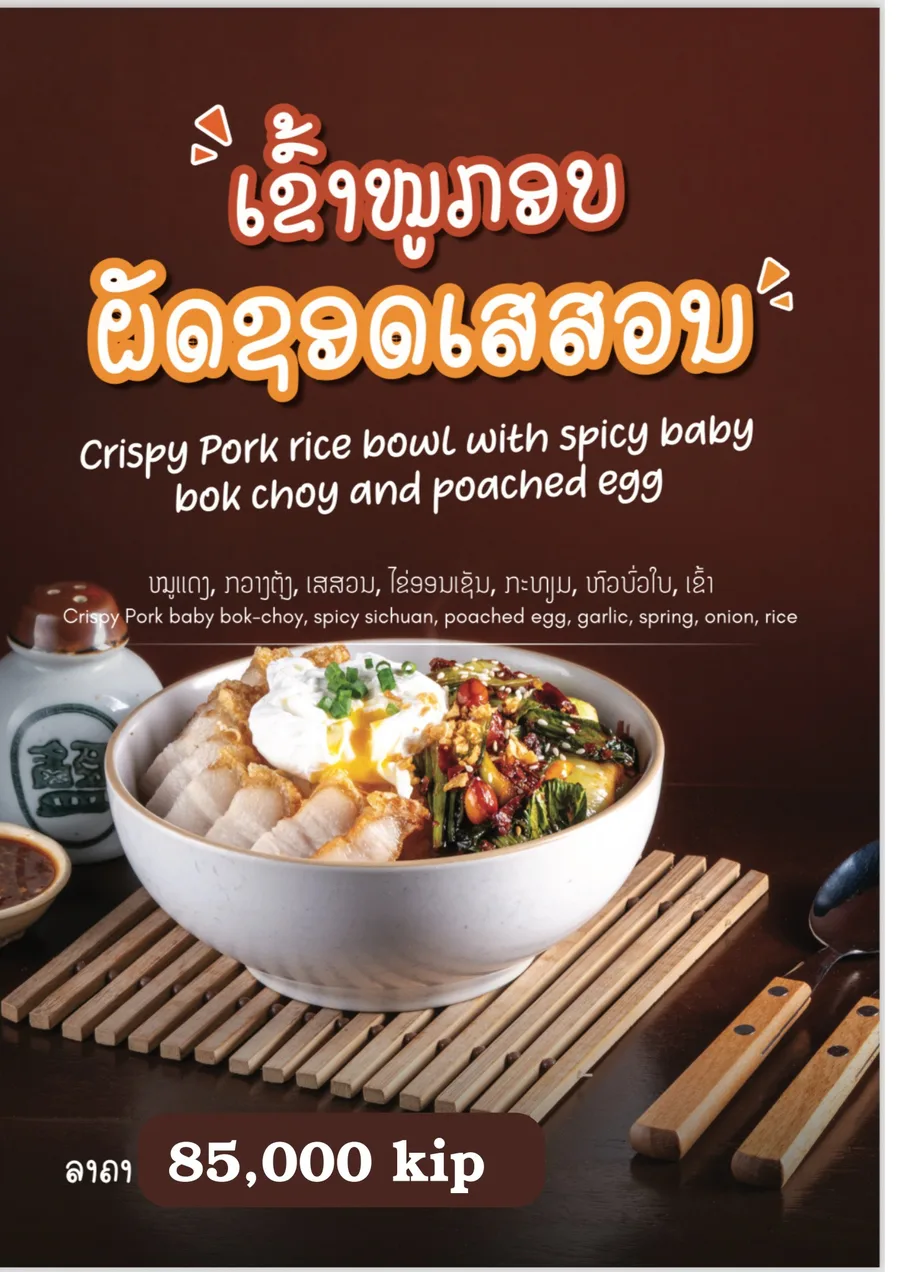 ເຂົ້າໝູກອບ
ຜັດຊອດເສສອນ
Crispy Pork rice bowl with spicy baby
bok choy and poached egg
ໝູແດງ, ກວາງຕຸ້ງ, ເສສວນ, ໄຂ່ອອນເຊັນ, ກະທຽມ, ຫົວບົ່ວໃບ, ເຂົ້າ
Crispy Pork baby bok-choy, spicy sichuan, poached egg, garlic, spring, onion, rice
ລາຄາ 85,000 kip